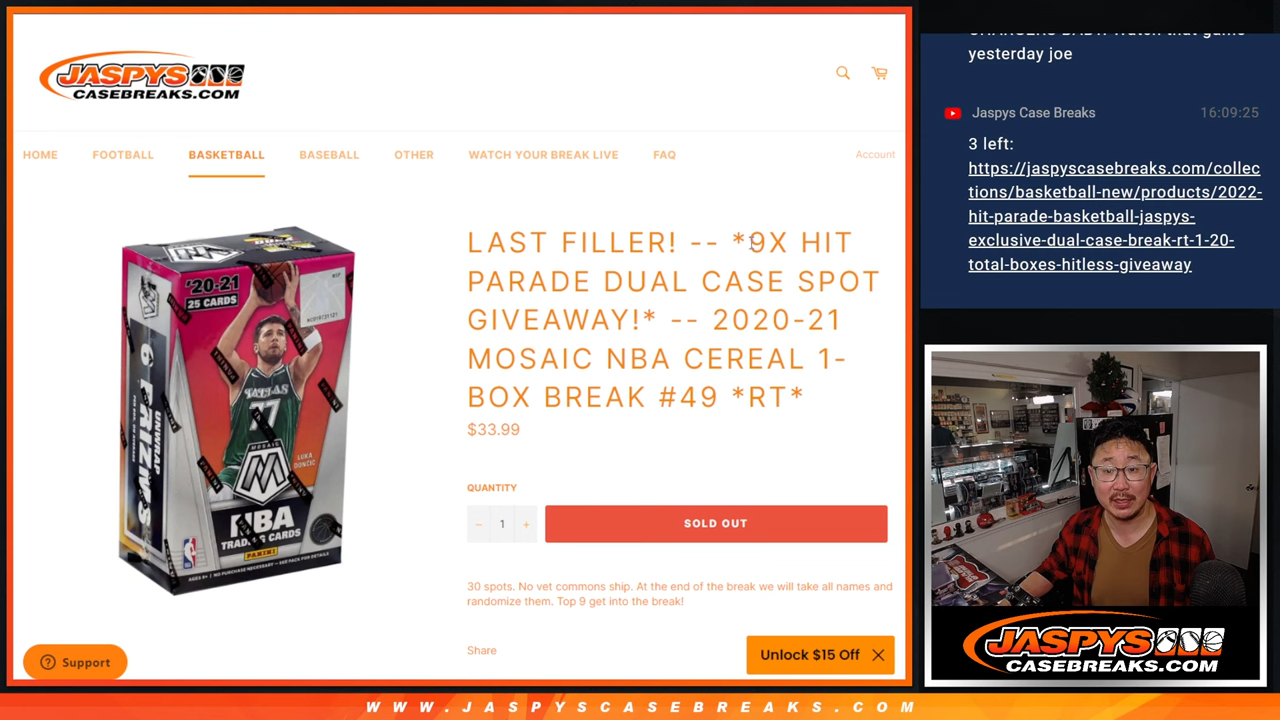 JASPYS
CASEBREAKS.COM
HOME
FOOTBALL
BASKETBALL
BASEBALL
OTHER
WATCH YOUR BREAK LIVE
FAQ
Account
'20-21
25 CARDS
DALLAS
77
LUKA
DONČIĆ
MOSAIC
NBA
TRADING CARDS
PANINI
UNWRAP
PRIZMS
LAST FILLER! -- *9X HIT
PARADE DUAL CASE SPOT
GIVEAWAY!* -- 2020-21
MOSAIC NBA CEREAL 1-
BOX BREAK #49 *RT*
$33.99
QUANTITY
− 1 +
SOLD OUT
30 spots. No vet commons ship. At the end of the break we will take all names and
randomize them. Top 9 get into the break!
Share
Support
Unlock $15 Off
yesterday joe
Jaspys Case Breaks
16:09:25
3 left:
https://jaspyscasebreaks.com/collec
tions/basketball-new/products/2022-
hit-parade-basketball-jaspys-
exclusive-dual-case-break-rt-1-20-
total-boxes-hitless-giveaway
JASPYS
CASEBREAKS.COM
WWW.JASPYSCASEBREAKS.COM